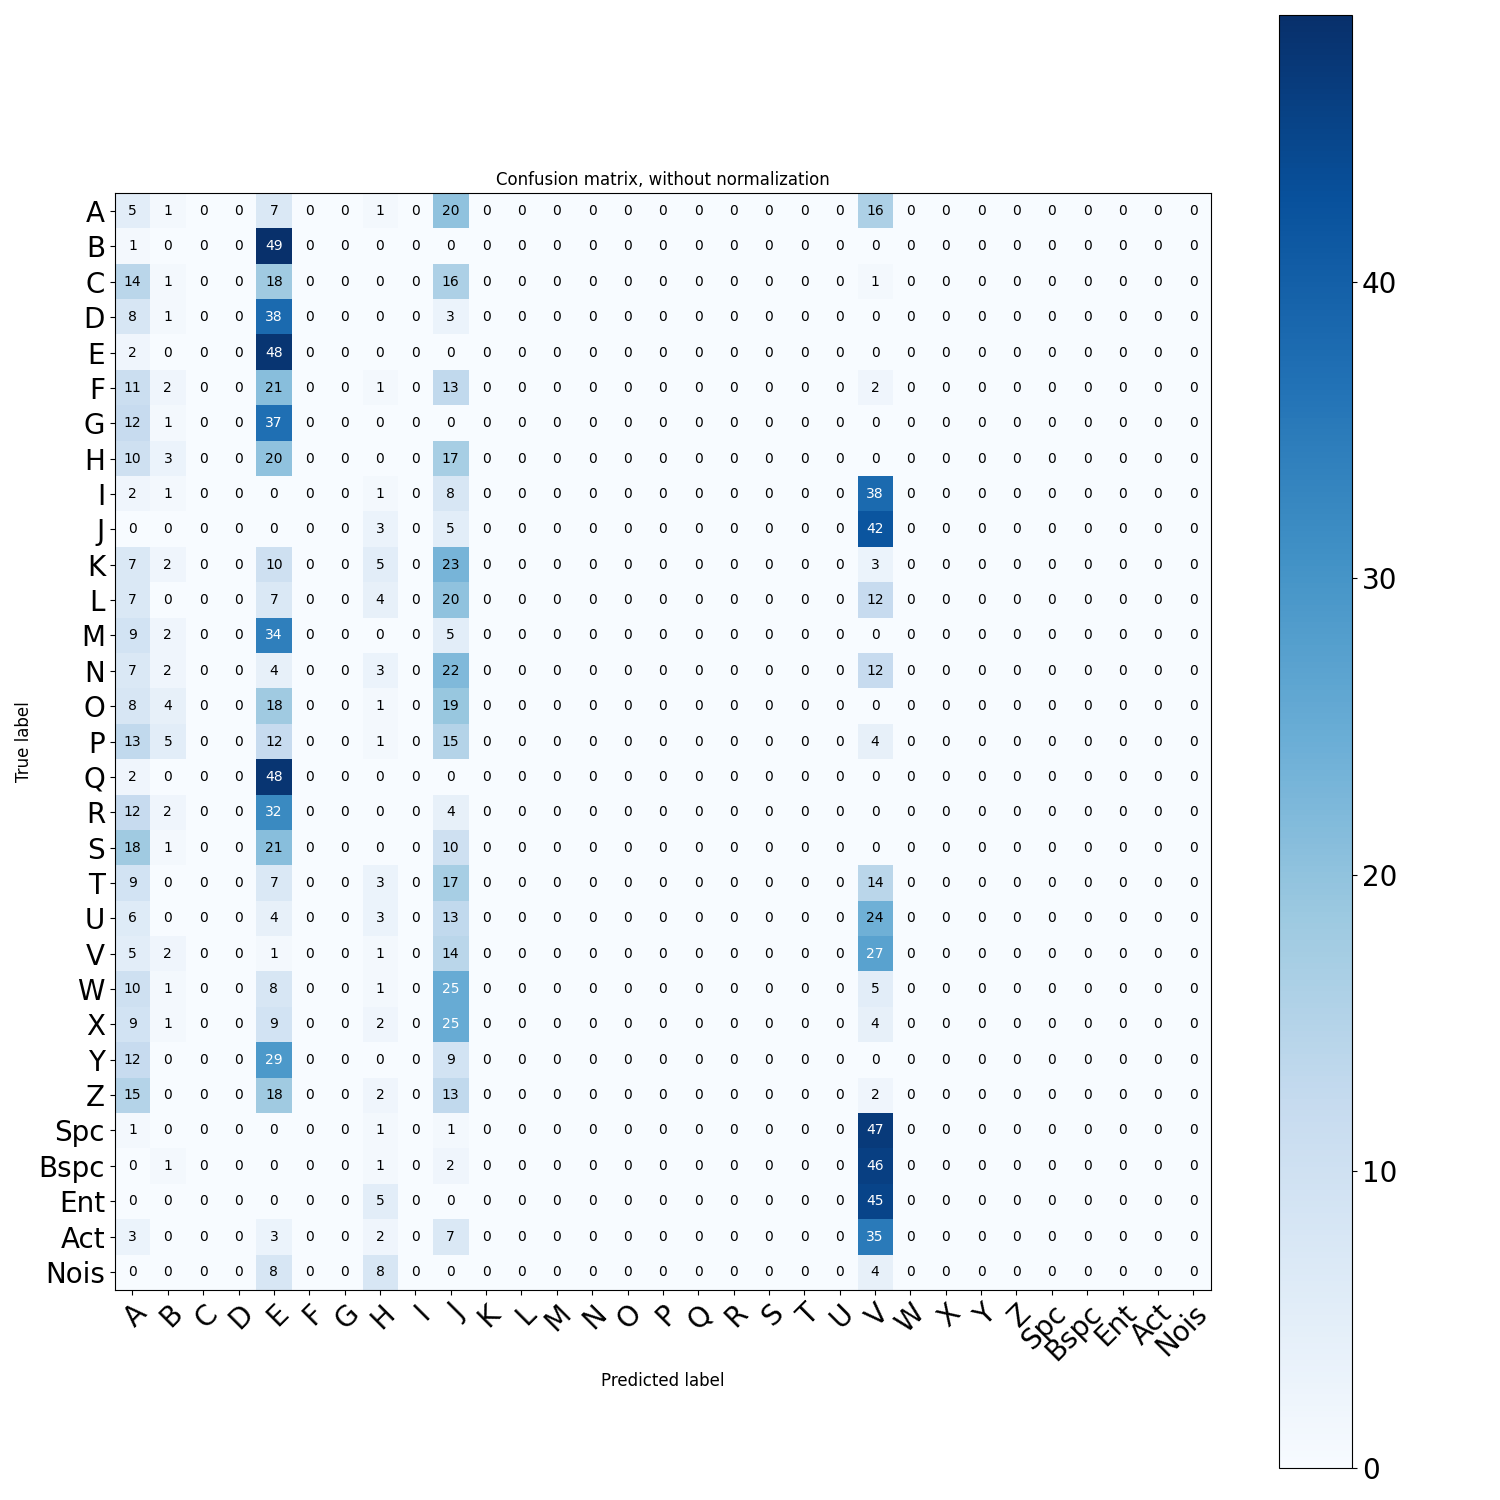 Confusion matrix, without normalization
A 5 1 0 0 7 0 0 1 0 20 0 0 0 0 0 0 0 0 0 0 0 16 0 0 0 0 0 0 0 0 0
B 1 0 0 0 49 0 0 0 0 0 0 0 0 0 0 0 0 0 0 0 0 0 0 0 0 0 0 0 0 0 0
C 14 1 0 0 18 0 0 0 0 16 0 0 0 0 0 0 0 0 0 0 0 1 0 0 0 0 0 0 0 0 0
D 8 1 0 0 38 0 0 0 0 3 0 0 0 0 0 0 0 0 0 0 0 0 0 0 0 0 0 0 0 0 0
E 2 0 0 0 48 0 0 0 0 0 0 0 0 0 0 0 0 0 0 0 0 0 0 0 0 0 0 0 0 0 0
F 11 2 0 0 21 0 0 1 0 13 0 0 0 0 0 0 0 0 0 0 0 2 0 0 0 0 0 0 0 0 0
G 12 1 0 0 37 0 0 0 0 0 0 0 0 0 0 0 0 0 0 0 0 0 0 0 0 0 0 0 0 0 0
H 10 3 0 0 20 0 0 0 0 17 0 0 0 0 0 0 0 0 0 0 0 0 0 0 0 0 0 0 0 0 0
I 2 1 0 0 0 0 0 1 0 8 0 0 0 0 0 0 0 0 0 0 0 38 0 0 0 0 0 0 0 0 0
J 0 0 0 0 0 0 0 3 0 5 0 0 0 0 0 0 0 0 0 0 0 42 0 0 0 0 0 0 0 0 0
K 7 2 0 0 10 0 0 5 0 23 0 0 0 0 0 0 0 0 0 0 0 3 0 0 0 0 0 0 0 0 0
L 7 0 0 0 7 0 0 4 0 20 0 0 0 0 0 0 0 0 0 0 0 12 0 0 0 0 0 0 0 0 0
M 9 2 0 0 34 0 0 0 0 5 0 0 0 0 0 0 0 0 0 0 0 0 0 0 0 0 0 0 0 0 0
N 7 2 0 0 4 0 0 3 0 22 0 0 0 0 0 0 0 0 0 0 0 12 0 0 0 0 0 0 0 0 0
O 8 4 0 0 18 0 0 1 0 19 0 0 0 0 0 0 0 0 0 0 0 0 0 0 0 0 0 0 0 0 0
P 13 5 0 0 12 0 0 1 0 15 0 0 0 0 0 0 0 0 0 0 0 4 0 0 0 0 0 0 0 0 0
Q 2 0 0 0 48 0 0 0 0 0 0 0 0 0 0 0 0 0 0 0 0 0 0 0 0 0 0 0 0 0 0
R 12 2 0 0 32 0 0 0 0 4 0 0 0 0 0 0 0 0 0 0 0 0 0 0 0 0 0 0 0 0 0
S 18 1 0 0 21 0 0 0 0 10 0 0 0 0 0 0 0 0 0 0 0 0 0 0 0 0 0 0 0 0 0
T 9 0 0 0 7 0 0 3 0 17 0 0 0 0 0 0 0 0 0 0 0 14 0 0 0 0 0 0 0 0 0
U 6 0 0 0 4 0 0 3 0 13 0 0 0 0 0 0 0 0 0 0 0 24 0 0 0 0 0 0 0 0 0
V 5 2 0 0 1 0 0 1 0 14 0 0 0 0 0 0 0 0 0 0 0 27 0 0 0 0 0 0 0 0 0
W 10 1 0 0 8 0 0 1 0 25 0 0 0 0 0 0 0 0 0 0 0 5 0 0 0 0 0 0 0 0 0
X 9 1 0 0 9 0 0 2 0 25 0 0 0 0 0 0 0 0 0 0 0 4 0 0 0 0 0 0 0 0 0
Y 12 0 0 0 29 0 0 0 0 9 0 0 0 0 0 0 0 0 0 0 0 0 0 0 0 0 0 0 0 0 0
Z 15 0 0 0 18 0 0 2 0 13 0 0 0 0 0 0 0 0 0 0 0 2 0 0 0 0 0 0 0 0 0
Spc 1 0 0 0 0 0 0 1 0 1 0 0 0 0 0 0 0 0 0 0 0 47 0 0 0 0 0 0 0 0 0
Bspc 0 1 0 0 0 0 0 1 0 2 0 0 0 0 0 0 0 0 0 0 0 46 0 0 0 0 0 0 0 0 0
Ent 0 0 0 0 0 0 0 5 0 0 0 0 0 0 0 0 0 0 0 0 0 45 0 0 0 0 0 0 0 0 0
Act 3 0 0 0 3 0 0 2 0 7 0 0 0 0 0 0 0 0 0 0 0 35 0 0 0 0 0 0 0 0 0
Nois 0 0 0 0 8 0 0 8 0 0 0 0 0 0 0 0 0 0 0 0 0 4 0 0 0 0 0 0 0 0 0
A B C D E F G H I J K L M N O P Q R S T U V W X Y Z Spc Bspc Ent Act Nois
Predicted label
True label
40
30
20
10
0